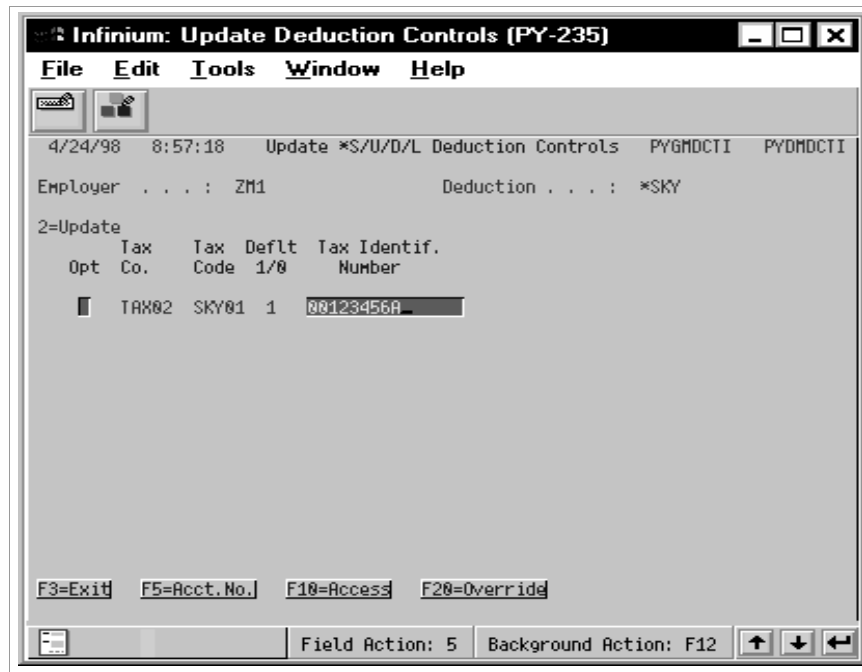 Infinium: Update Deduction Controls (PY-235)
File Edit Tools Window Help
4/24/98 8:57:18 Update *S/U/D/L Deduction Controls PYGMDCTI PYDMDCTI
Employer . . . : ZM1 Deduction . . . : *SKY
2=Update
Tax Tax Deflt Tax Identif.
Opt Co. Code 1/0 Number
TAX02 SKY01 1 00123456A
F3=Exit F5=Acct.No. F10=Access F20=Override
Field Action: 5 Background Action: F12